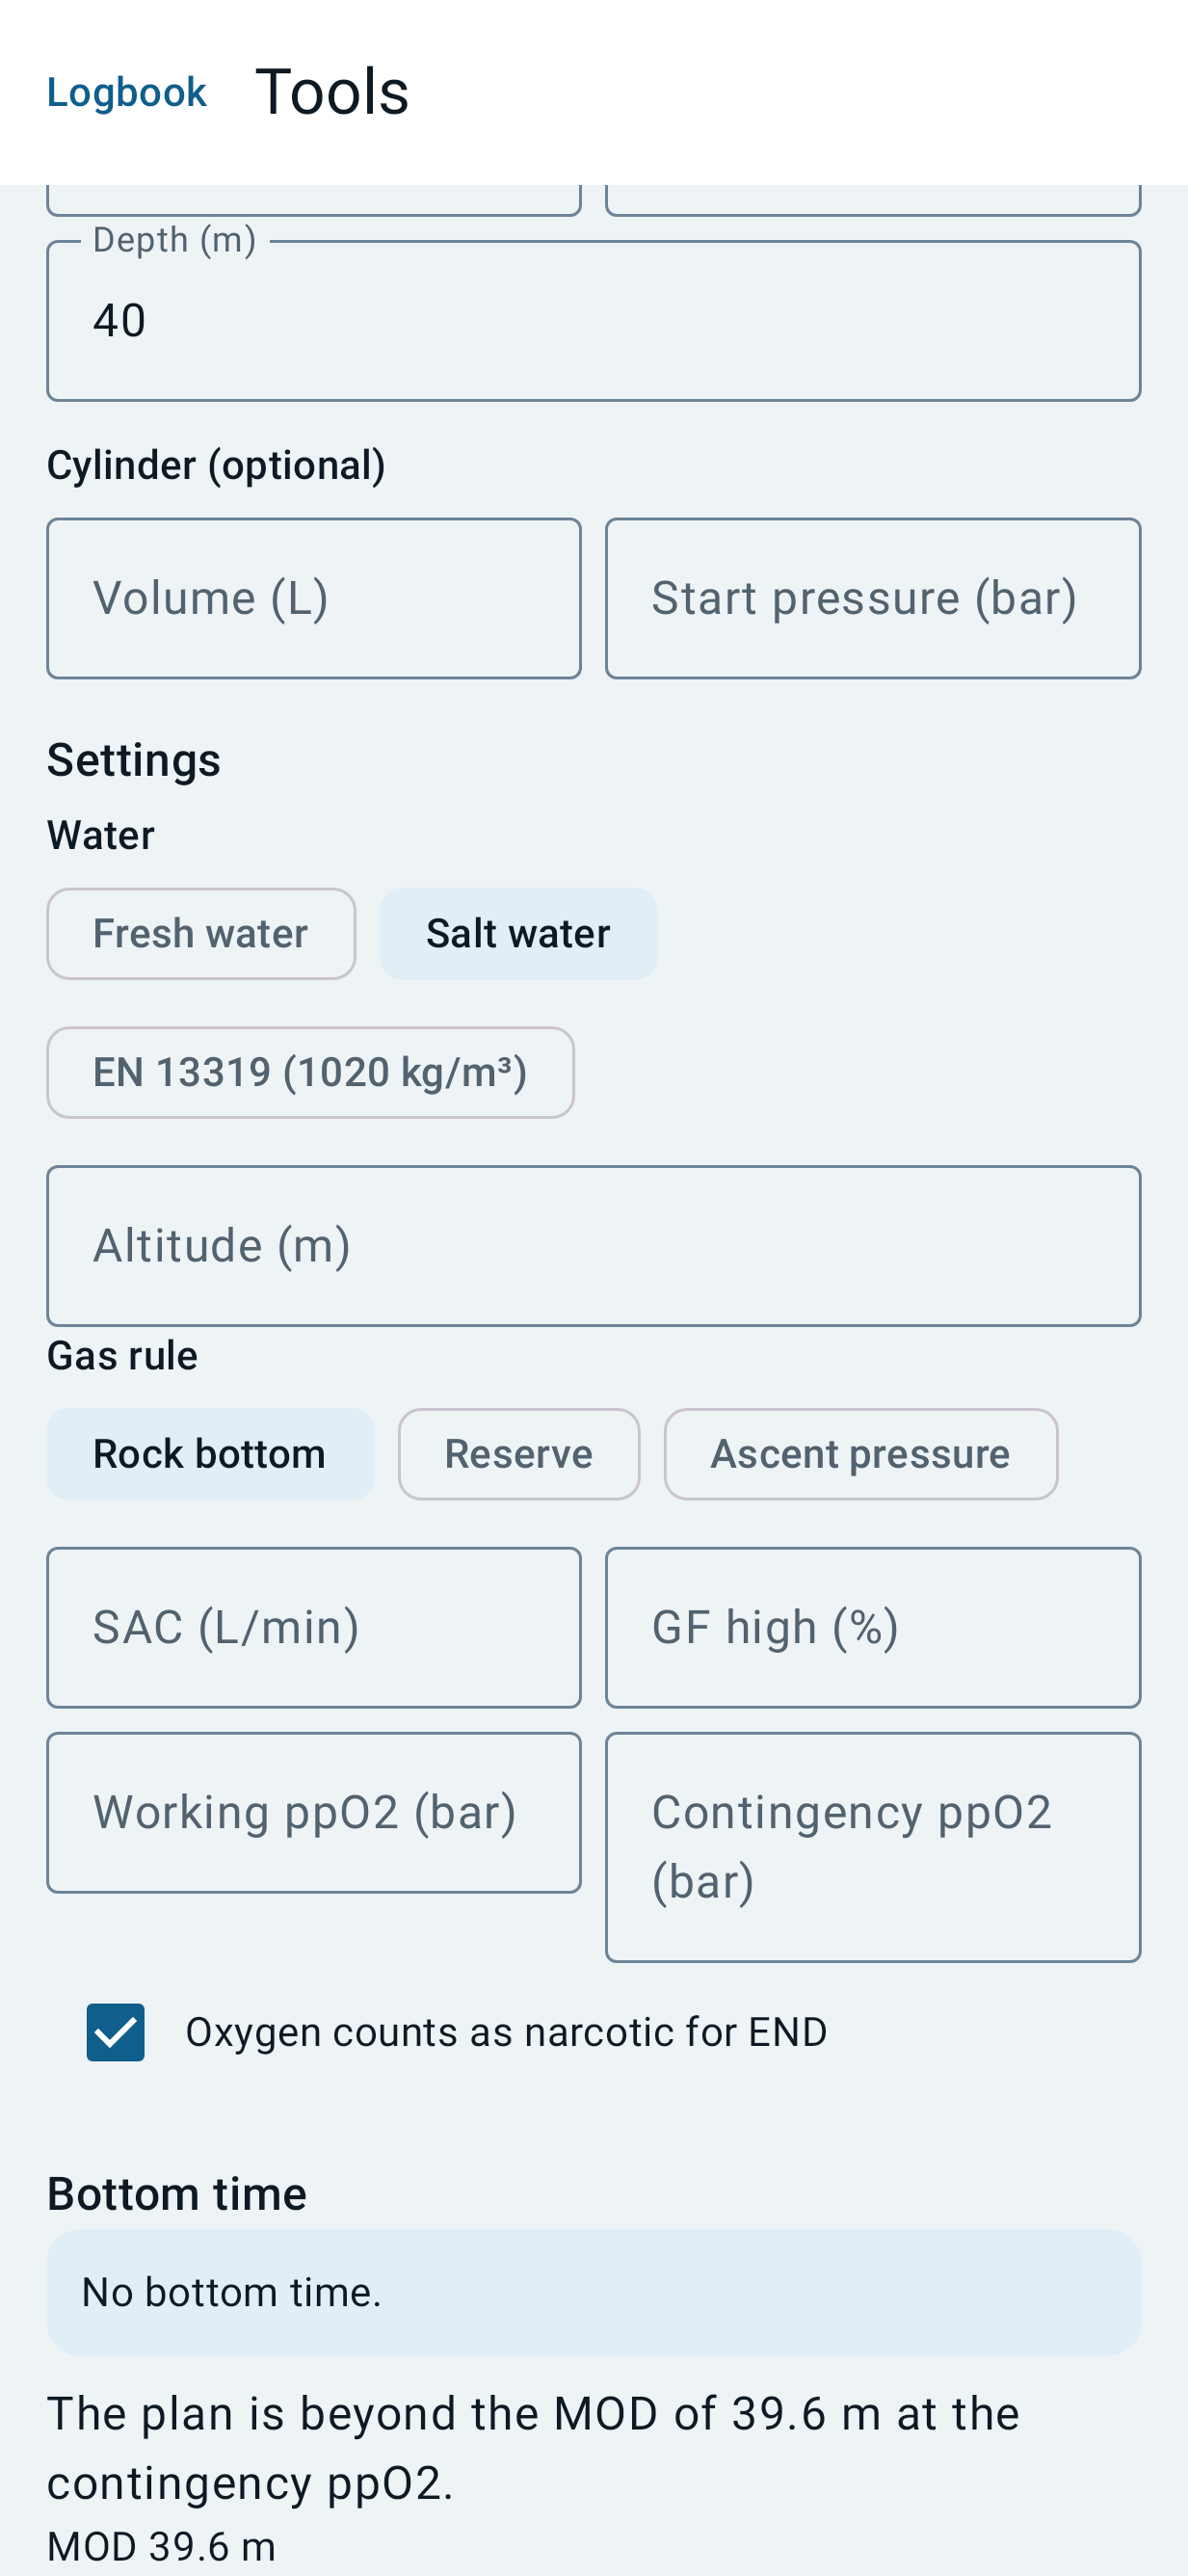 Logbook Tools
Depth (m)
40
Cylinder (optional)
Volume (L) Start pressure (bar)
Settings
Water
Fresh water Salt water
EN 13319 (1020 kg/m³)
Altitude (m)
Gas rule
Rock bottom Reserve Ascent pressure
SAC (L/min) GF high (%)
Working ppO2 (bar) Contingency ppO2
(bar)
Oxygen counts as narcotic for END
Bottom time
No bottom time.
The plan is beyond the MOD of 39.6 m at the
contingency ppO2.
MOD 39.6 m